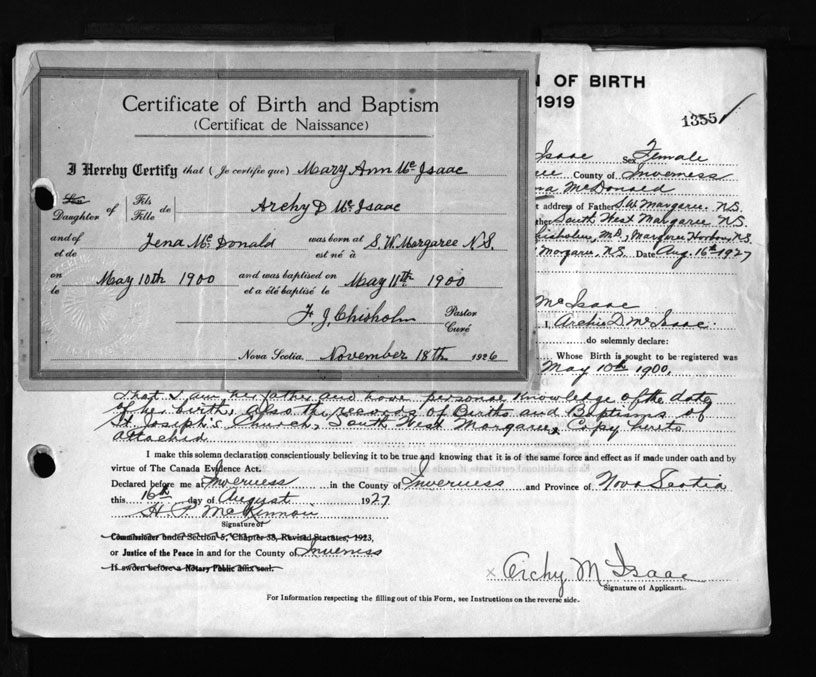 Certificate of Birth and Baptism
(Certificat de Naissance)
I Hereby Certify that (Je certifie que) Mary Ann McIsaac
Son Daughter of Fils Fille de Archy D McIsaac
and of et de Jena McDonald was born at est né à S. W. Margaree N.S.
on le May 10th 1900 and was baptised on et a été baptisé le May 11th 1900
F J. Chisholm Pastor Curé
Nova Scotia, November 18th 1926
OF BIRTH
1919
1355
Isaac Sex Female
County of Inverness
McDonald
address of Father S.W. Margaree N.S.
South West Margaree N.S.
Chisholm, M.D., Margaree Harbor, N.S.
Margaree, N.S. Date Aug. 16th 1927
McIsaac
I, Archie D McIsaac
do solemnly declare:
Whose Birth is sought to be registered was
May 10th 1900.
That I am her father and have personal knowledge of the date
of her birth, also the records of Births and Baptisms of
St. Joseph's Church, South West Margaree, Copy hereto
attached
I make this solemn declaration conscientiously believing it to be true and knowing that it is of the same force and effect as if made under oath and by
virtue of The Canada Evidence Act.
Declared before me at Inverness in the County of Inverness and Province of Nova Scotia
this 16th day of August 1927
H. P. McKinnon
Signature of
Commissioner under Section 5, Chapter 38, Revised Statutes, 1923,
or Justice of the Peace in and for the County of Inverness
If sworn before a Notary Public affix seal.
x Archy McIsaac
Signature of Applicant.
For Information respecting the filling out of this Form, see Instructions on the reverse side.